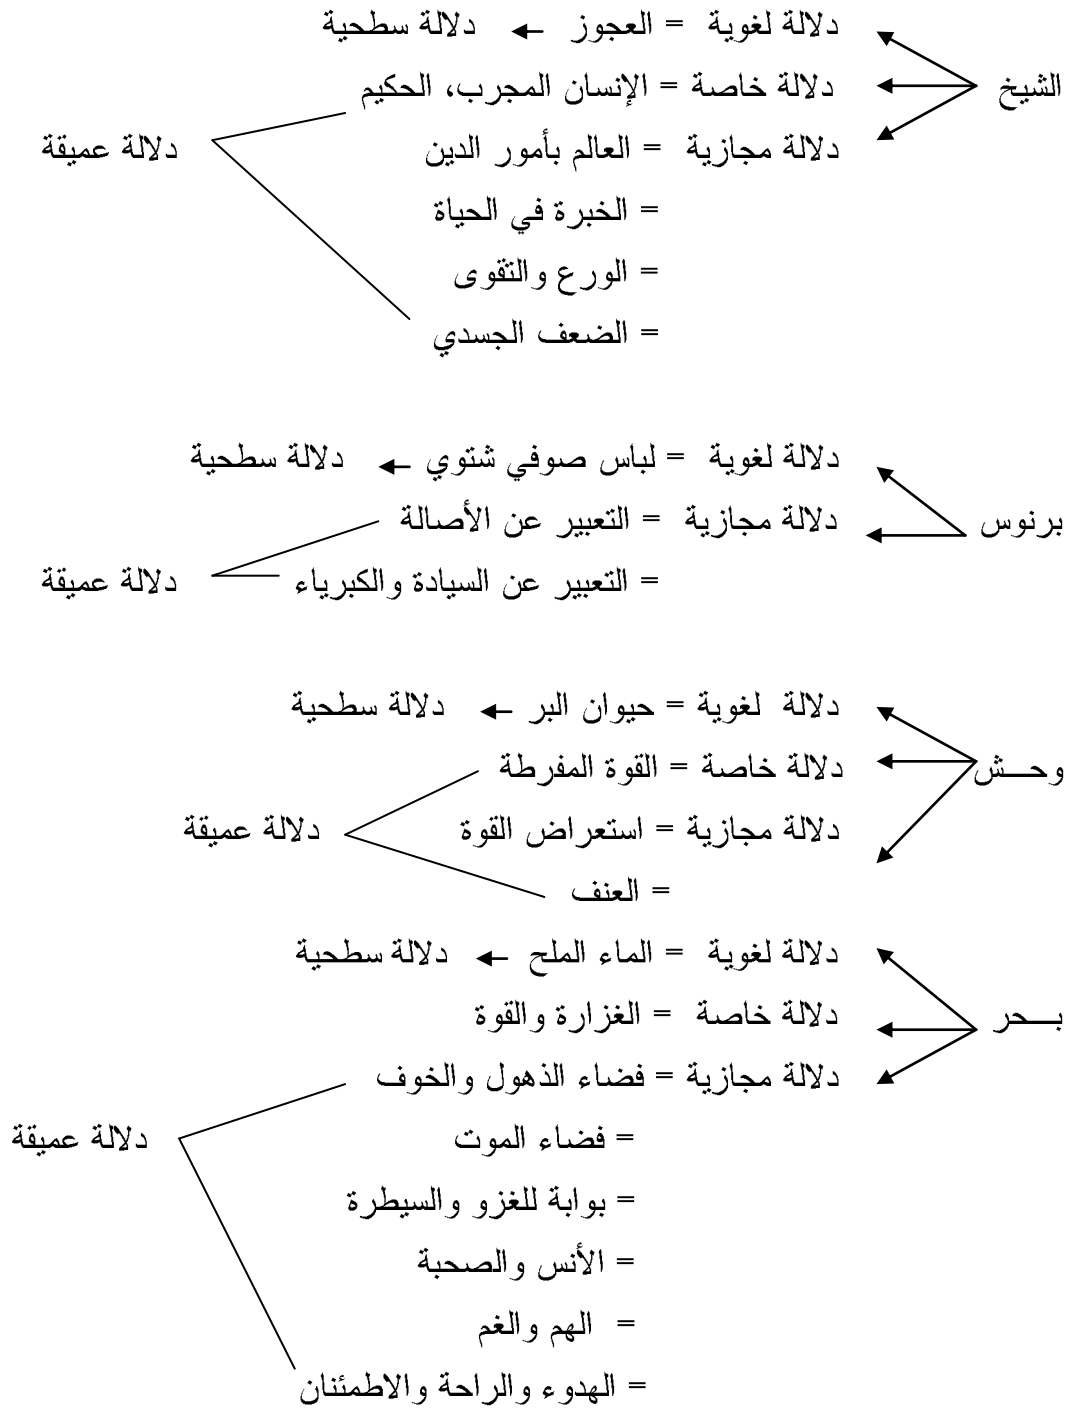 دلالة لغوية = العجوز دلالة سطحية
الشيخ دلالة خاصة = الإنسان المجرب، الحكيم
دلالة مجازية = العالم بأمور الدين دلالة عميقة
= الخبرة في الحياة
= الورع والتقوى
= الضعف الجسدي
دلالة لغوية = لباس صوفي شتوي دلالة سطحية
برنوس دلالة مجازية = التعبير عن الأصالة
= التعبير عن السيادة والكبرياء دلالة عميقة
دلالة لغوية = حيوان البر دلالة سطحية
وحــش دلالة خاصة = القوة المفرطة
دلالة مجازية = استعراض القوة دلالة عميقة
= العنف
دلالة لغوية = الماء الملح دلالة سطحية
بــحر دلالة خاصة = الغزارة والقوة
دلالة مجازية = فضاء الذهول والخوف
= فضاء الموت دلالة عميقة
= بوابة للغزو والسيطرة
= الأنس والصحبة
= الهم والغم
= الهدوء والراحة والاطمئنان